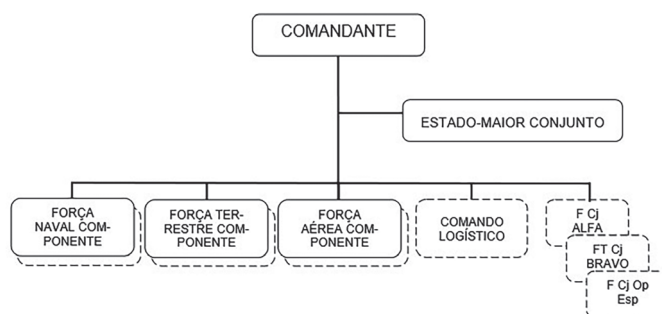 COMANDANTE
ESTADO-MAIOR CONJUNTO
FORÇA
NAVAL COM-
PONENTE
FORÇA TER-
RESTRE COM-
PONENTE
FORÇA
AÉREA COM-
PONENTE
COMANDO
LOGÍSTICO
F Cj
ALFA
FT Cj
BRAVO
F Cj Op
Esp